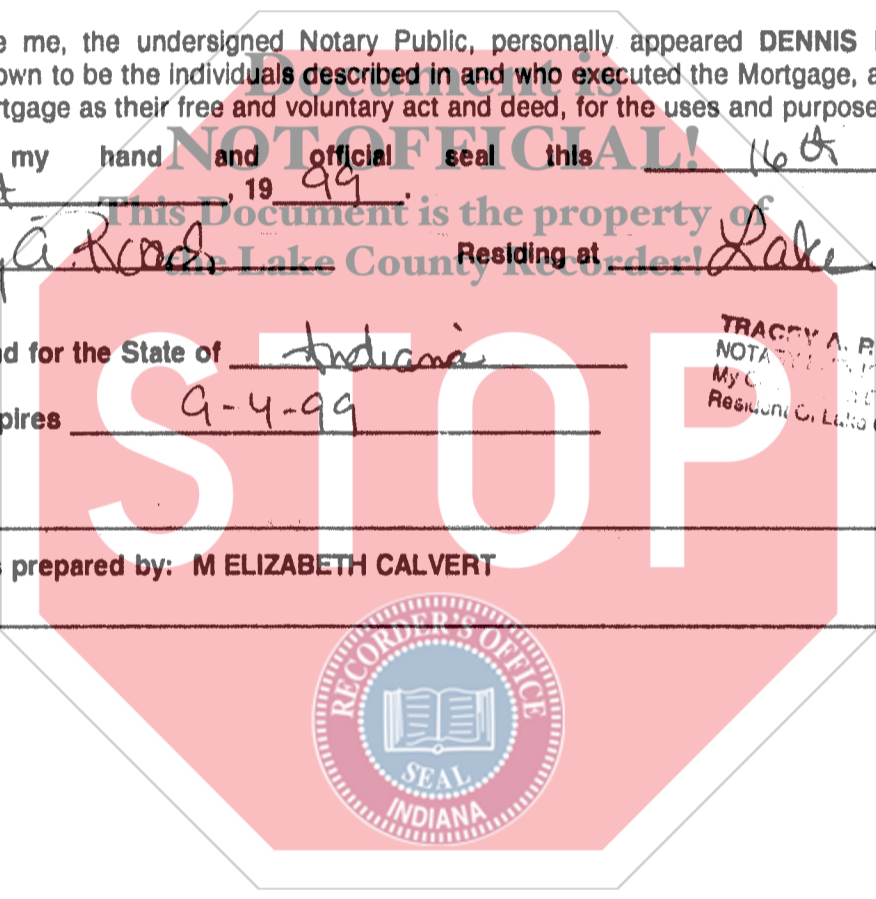 e me, the undersigned Notary Public, personally appeared DENNIS
own to be the individuals described in and who executed the Mortgage, a
rtgage as their free and voluntary act and deed, for the uses and purpose
my hand and official seal this 16th
, 19 99.
Residing at Lake
d for the State of Indiana
pires 9-4-99
TRACEY A. R
NOTA
My C
Resident Of Lake
prepared by: M ELIZABETH CALVERT
Document is
NOT OFFICIAL!
This Document is the property of
the Lake County Recorder!
STOP
RECORDER'S OFFICE
SEAL
INDIANA